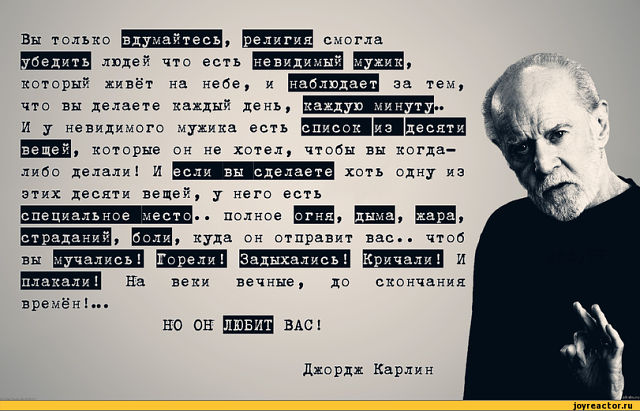 Вы только вдумайтесь, религия смогла
убедить людей что есть невидимый мужик,
который живёт на небе, и наблюдает за тем,
что вы делаете каждый день, каждую минуту..
И у невидимого мужика есть список из десяти
вещей, которые он не хотел, чтобы вы когда-
либо делали! И если вы сделаете хоть одну из
этих десяти вещей, у него есть
специальное место.. полное огня, дыма, жара,
страданий, боли, куда он отправит вас.. чтоб
вы мучались! Горели! Задыхались! Кричали! И
плакали! На веки вечные, до скончания
времён!...
НО ОН ЛЮБИТ ВАС!
Джордж Карлин
joyreactor.ru